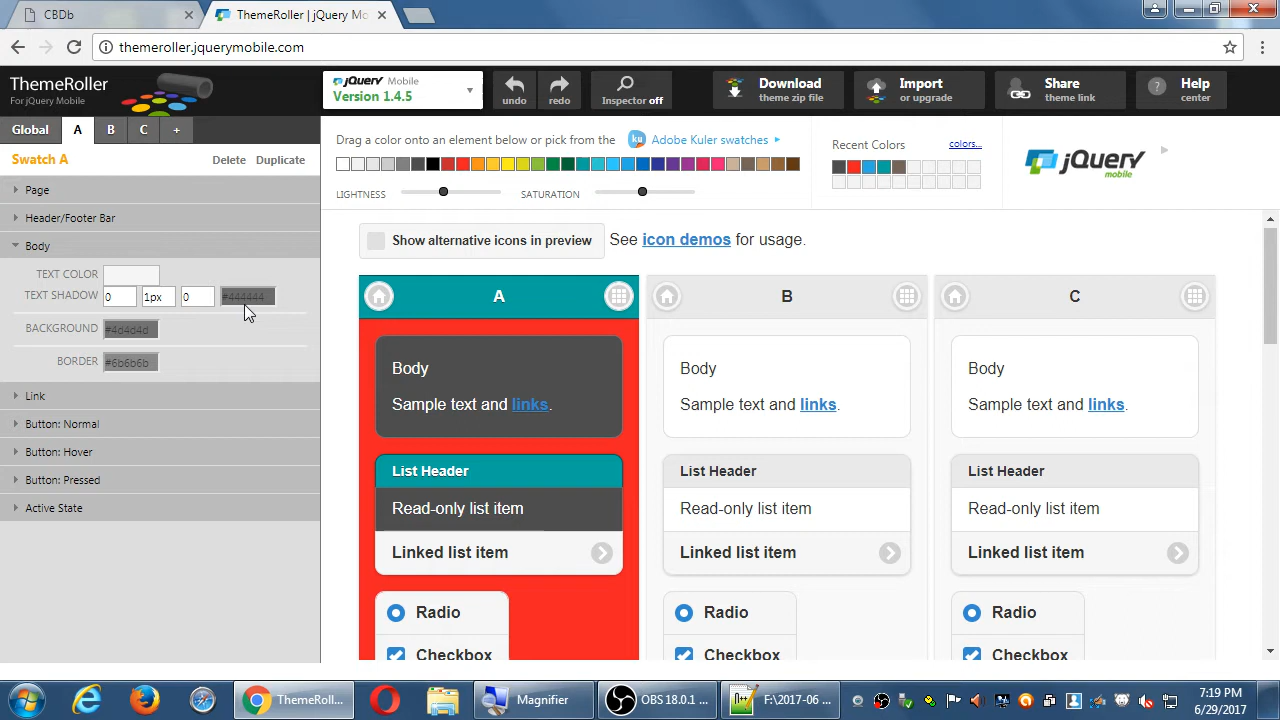 CBDb
ThemeRoller | jQuery Mo
themeroller.jquerymobile.com
ThemeRoller
For jQuery Mobile
jQuery Mobile
Version 1.4.5
undo
redo
Inspector off
Download
theme zip file
Import
or upgrade
Share
theme link
Help
center
Global
A
B
C
+
Swatch A
Delete
Duplicate
Page
Header/Footer Bar
Body
TEXT COLOR
TEXT SHADOW
0
1px
0
#444444
BACKGROUND
#4d4d4d
BORDER
#6b6b6b
Link
Button: Normal
Button: Hover
Button: Pressed
Active State
Drag a color onto an element below or pick from the
ku
Adobe Kuler swatches
LIGHTNESS
SATURATION
Recent Colors
colors...
jQuery
mobile
Show alternative icons in preview
See icon demos for usage.
A
Body
Sample text and links.
List Header
Read-only list item
Linked list item
Radio
Checkbox
B
Body
Sample text and links.
List Header
Read-only list item
Linked list item
Radio
Checkbox
C
Body
Sample text and links.
List Header
Read-only list item
Linked list item
Radio
Checkbox
ThemeRoll...
Magnifier
OBS 18.0.1 ...
F:\2017-06 ...
7:19 PM
6/29/2017